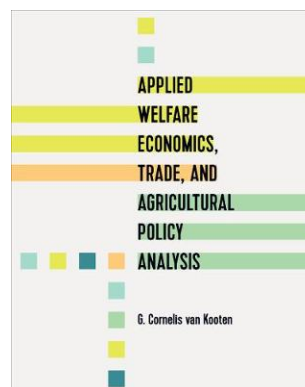 APPLIED
WELFARE
ECONOMICS,
TRADE, AND
AGRICULTURAL
POLICY
ANALYSIS
G. Cornelis van Kooten